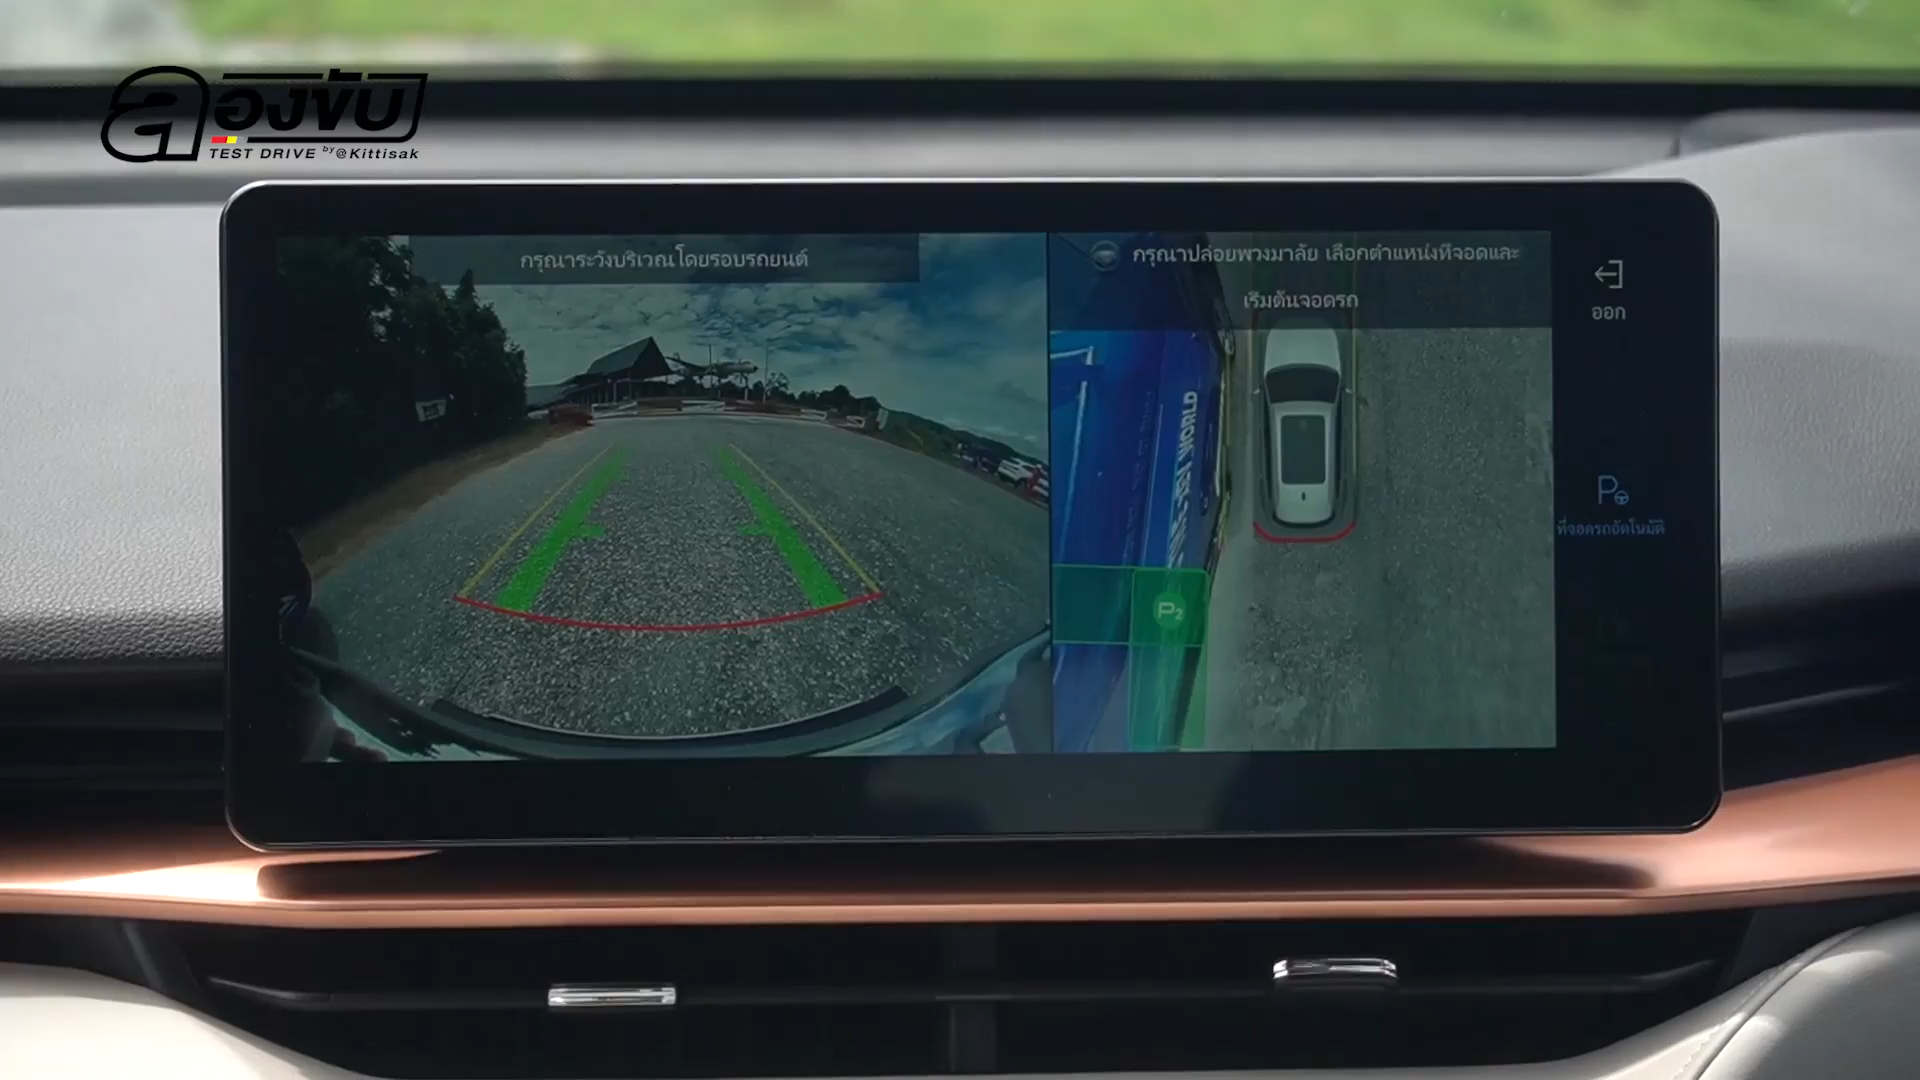 ลองขับ
TEST DRIVE by @Kittisak
กรุณาระวังบริเวณโดยรอบรถยนต์
กรุณาปล่อยพวงมาลัย เลือกตำแหน่งที่จอดและ
เริ่มต้นจอดรถ
ออก
WORLD
P2
P
ที่จอดรถอัตโนมัติ